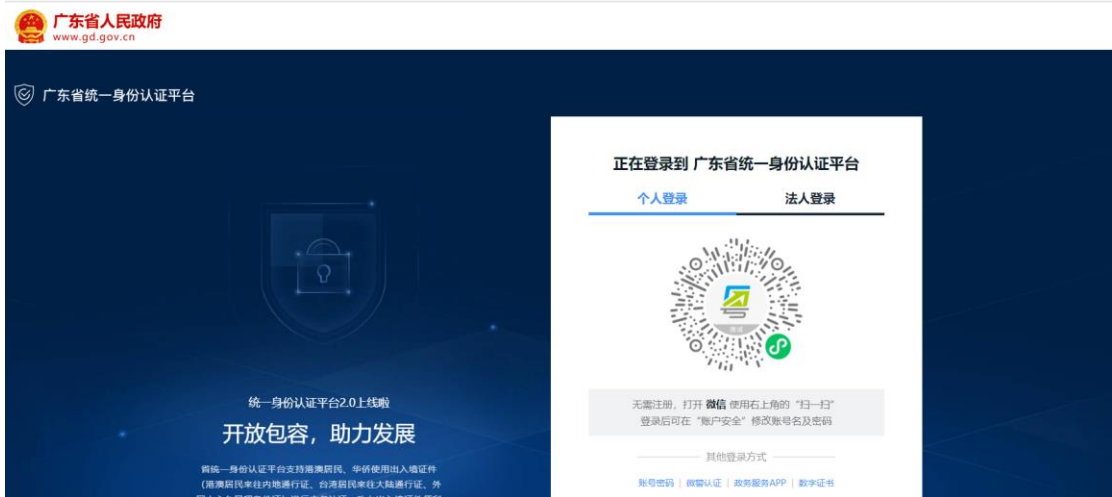 广东省人民政府
www.gd.gov.cn
广东省统一身份认证平台
正在登录到 广东省统一身份认证平台
个人登录 法人登录
测试
无需注册，打开 微信 使用右上角的“扫一扫”
登录后可在“账户安全”修改账号名及密码
其他登录方式
账号密码 | 微警认证 | 政务服务APP | 数字证书
统一身份认证平台2.0上线啦
开放包容，助力发展
省统一身份认证平台支持港澳居民、华侨使用出入境证件
(港澳居民来往内地通行证、台湾居民来往大陆通行证、外